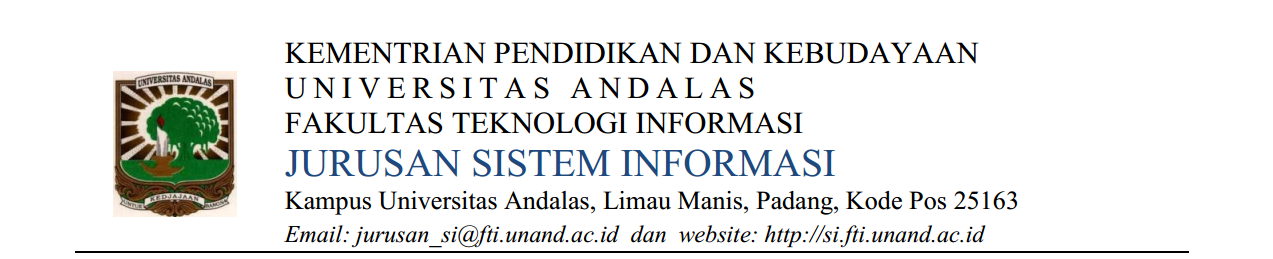 UNIVERSITAS ANDALAS
UNTUK KEDJAJAAN BANGSA
KEMENTRIAN PENDIDIKAN DAN KEBUDAYAAN
UNIVERSITAS ANDALAS
FAKULTAS TEKNOLOGI INFORMASI
JURUSAN SISTEM INFORMASI
Kampus Universitas Andalas, Limau Manis, Padang, Kode Pos 25163
Email: jurusan_si@fti.unand.ac.id dan website: http://si.fti.unand.ac.id